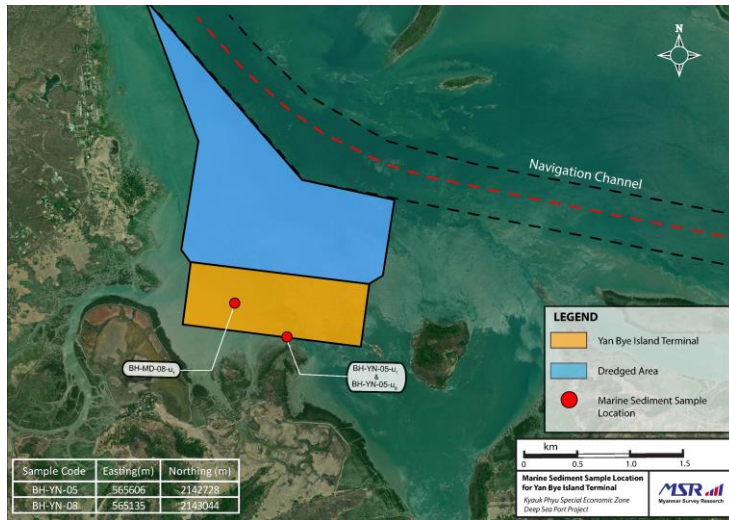 N
Navigation Channel
LEGEND
Yan Bye Island Terminal
Dredged Area
Marine Sediment Sample
Location
BH-MD-08-u
BH-YN-05-u
&
BH-YN-05-u
km
0 0.5 1.0 1.5
Sample Code Easting(m) Northing (m)
BH-YN-05 565606 2142728
BH-YN-08 565135 2143044
Marine Sediment Sample Location
for Yan Bye Island Terminal
Kyauk Phyu Special Economic Zone
Deep Sea Port Project
MSR
Myanmar Survey Research